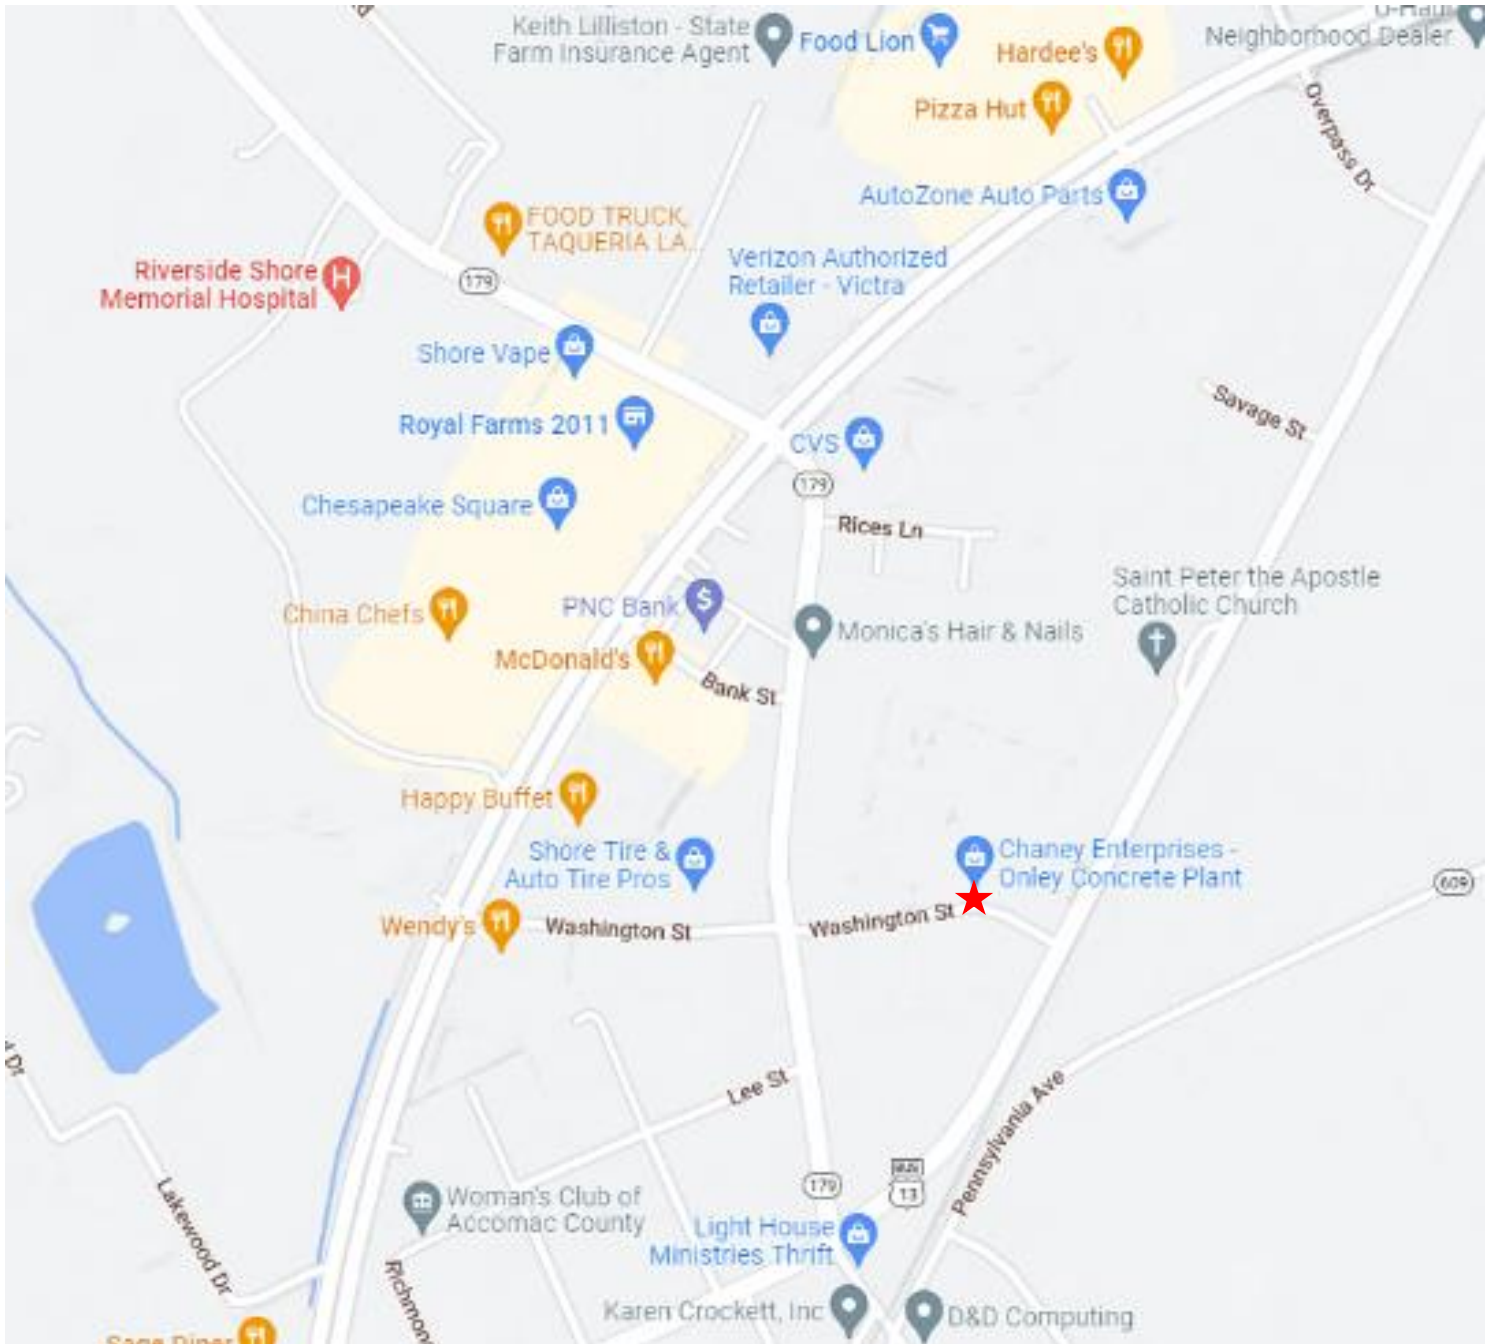 Keith Lilliston - State
Farm Insurance Agent
Food Lion
Hardee's
U-Haul
Neighborhood Dealer
Pizza Hut
Overpass Dr
AutoZone Auto Parts
FOOD TRUCK,
TAQUERIA LA...
Verizon Authorized
Retailer - Victra
Riverside Shore
Memorial Hospital
179
Shore Vape
Savage St
Royal Farms 2011
CVS
179
Chesapeake Square
Rices Ln
Saint Peter the Apostle
Catholic Church
PNC Bank
China Chefs
Monica's Hair & Nails
McDonald's
Bank St
Happy Buffet
Shore Tire &
Auto Tire Pros
Chaney Enterprises -
Onley Concrete Plant
609
Wendy's
Washington St
Washington St
Dr
Lee St
Pennsylvania Ave
Lakewood Dr
179
13
Woman's Club of
Accomac County
Light House
Ministries Thrift
Richmond
Karen Crockett, Inc
D&D Computing
Sage Diner